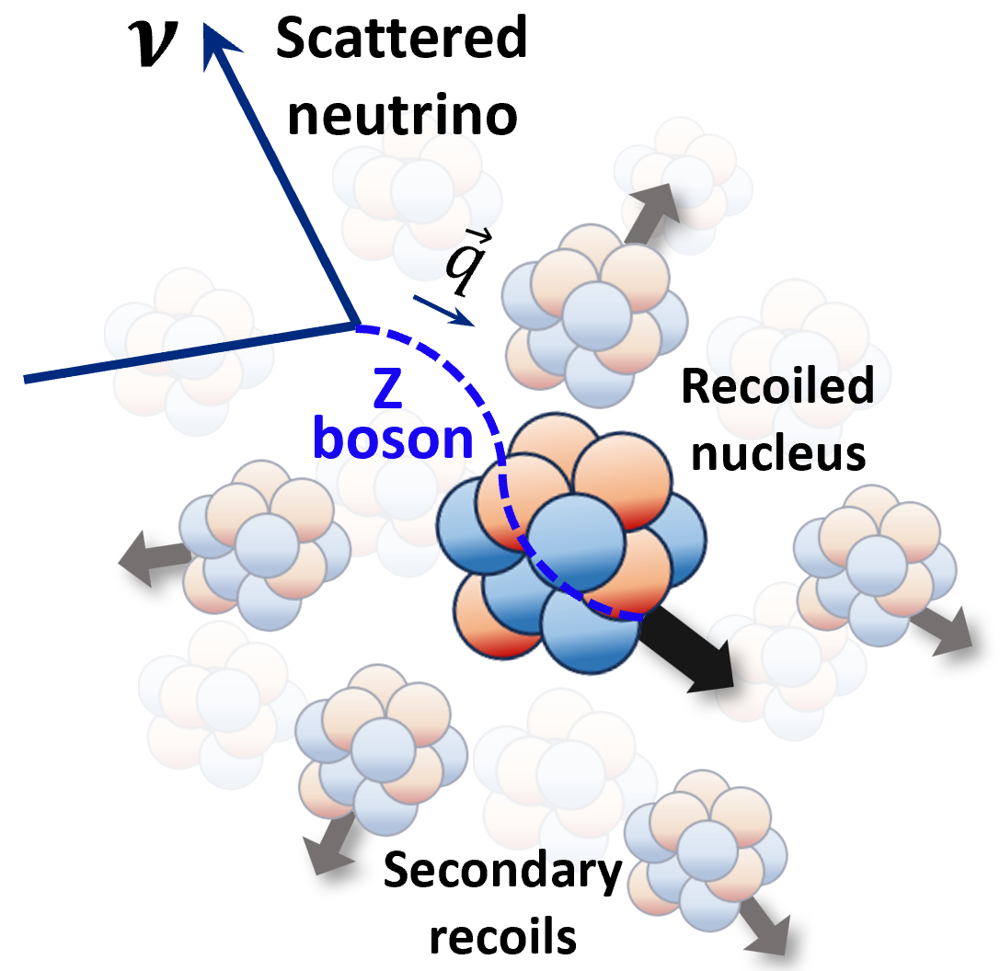 ν Scattered
neutrino
q⃗
Z
boson
Recoiled
nucleus
Secondary
recoils